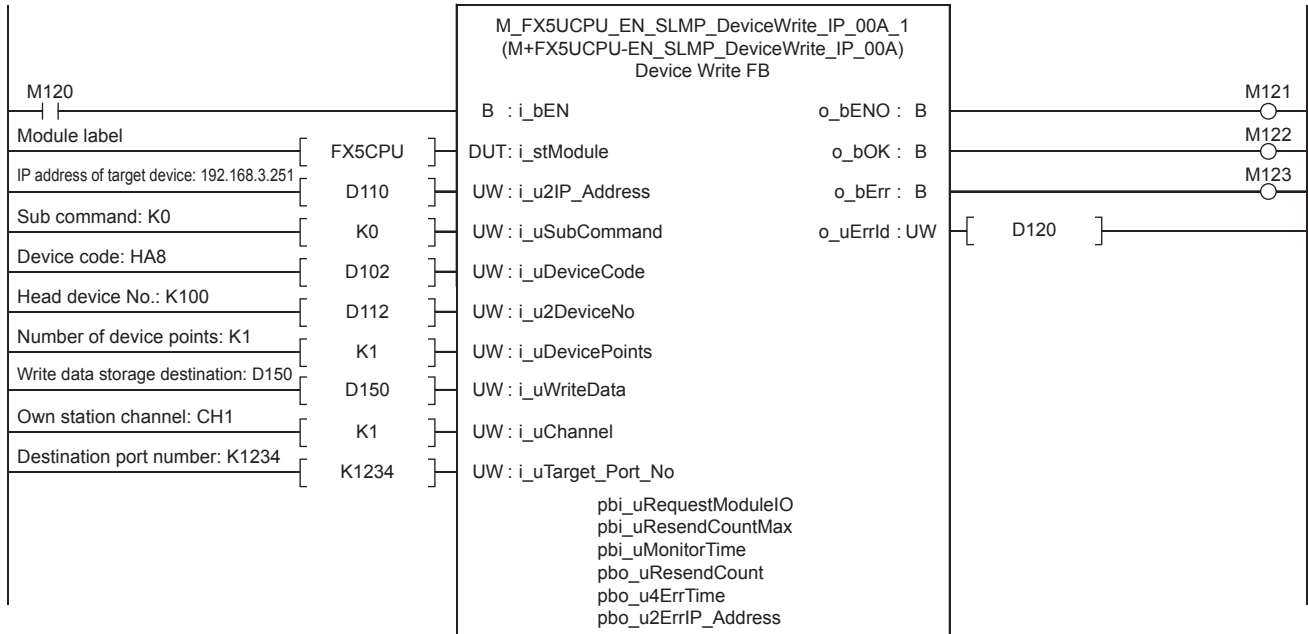 M_FX5UCPU_EN_SLMP_DeviceWrite_IP_00A_1
(M+FX5UCPU-EN_SLMP_DeviceWrite_IP_00A)
Device Write FB
M120 B : i_bEN o_bENO : B M121
Module label FX5CPU DUT: i_stModule o_bOK : B M122
IP address of target device: 192.168.3.251 D110 UW : i_u2IP_Address o_bErr : B M123
Sub command: K0 K0 UW : i_uSubCommand o_uErrId : UW D120
Device code: HA8 D102 UW : i_uDeviceCode
Head device No.: K100 D112 UW : i_u2DeviceNo
Number of device points: K1 K1 UW : i_uDevicePoints
Write data storage destination: D150 D150 UW : i_uWriteData
Own station channel: CH1 K1 UW : i_uChannel
Destination port number: K1234 K1234 UW : i_uTarget_Port_No
pbi_uRequestModuleIO
pbi_uResendCountMax
pbi_uMonitorTime
pbo_uResendCount
pbo_u4ErrTime
pbo_u2ErrIP_Address